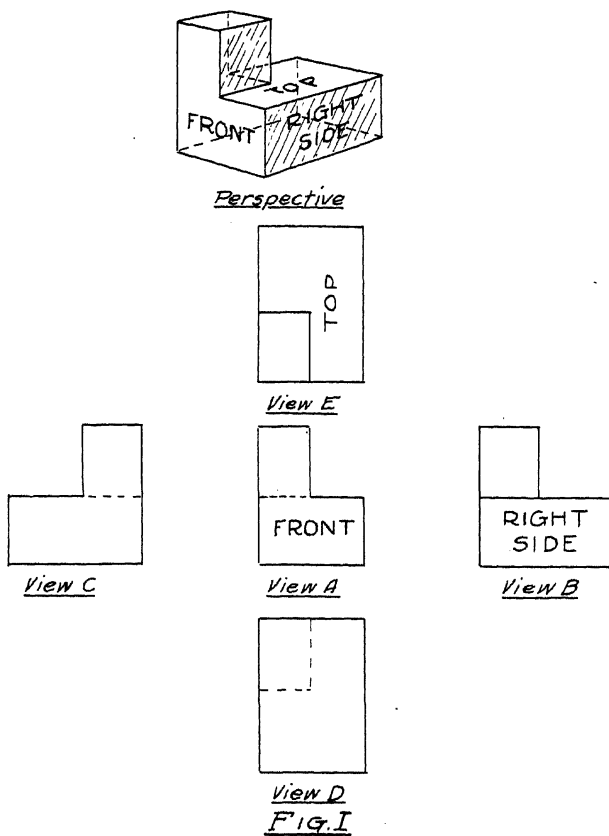 TOP
FRONT
RIGHT
SIDE
Perspective
TOP
View E
FRONT
RIGHT
SIDE
View C
View A
View B
View D
FIG.I